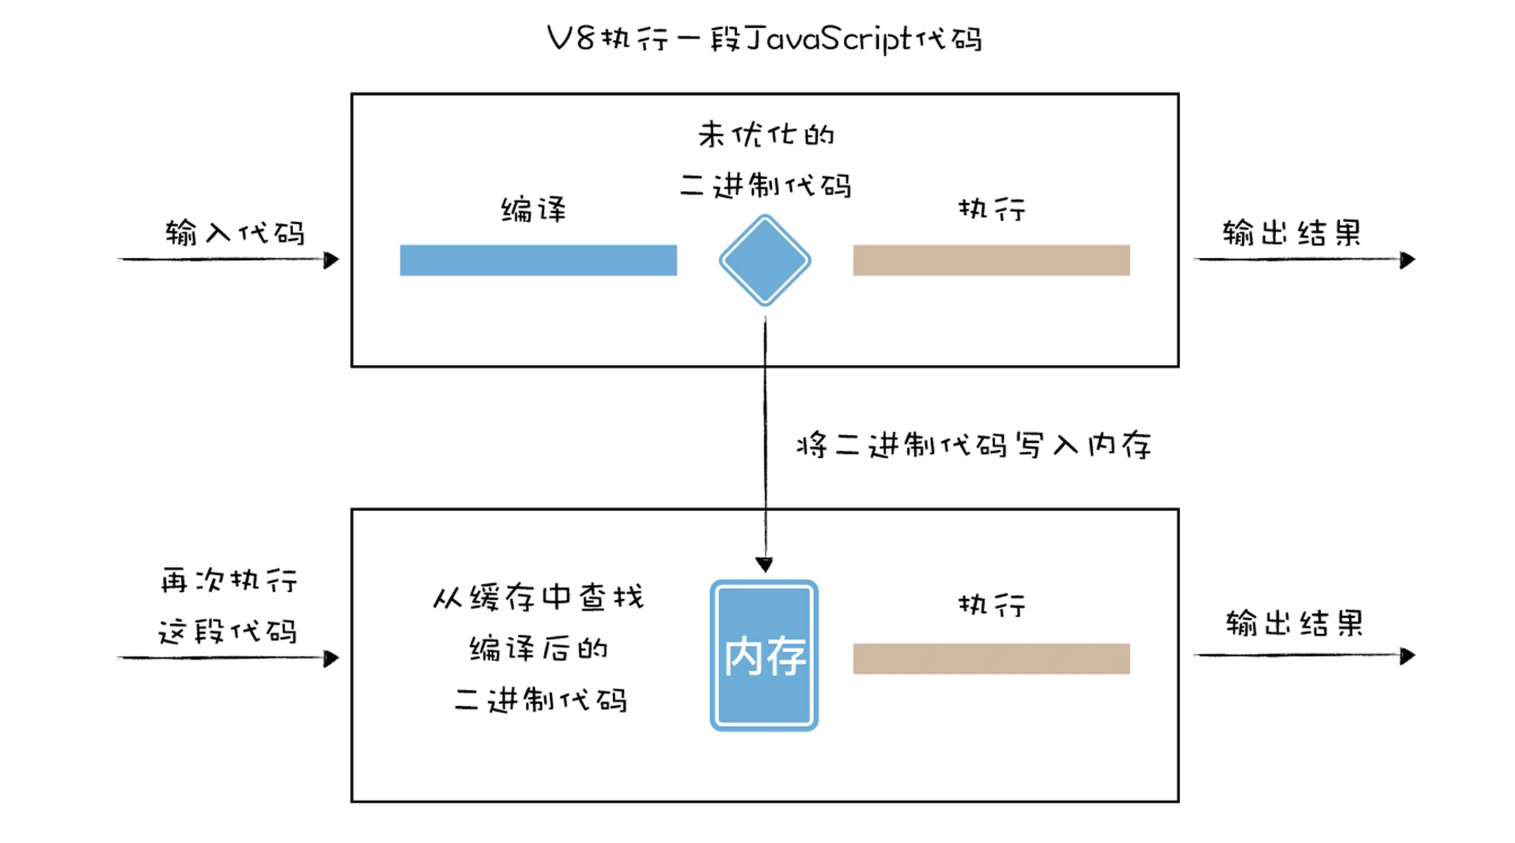 V8执行一段JavaScript代码
未优化的
二进制代码
编译
执行
输入代码
输出结果
将二进制代码写入内存
再次执行
这段代码
从缓存中查找
编译后的
二进制代码
内存
执行
输出结果